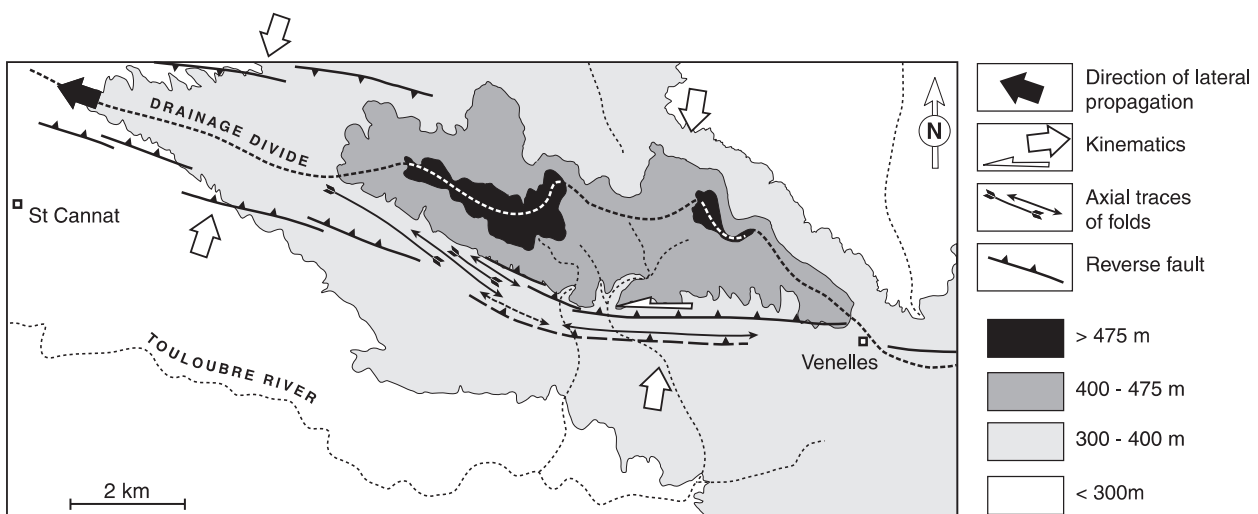 DRAINAGE DIVIDE
N
St Cannat
Venelles
TOULOUBRE RIVER
2 km
Direction of lateral
propagation
Kinematics
Axial traces
of folds
Reverse fault
> 475 m
400 - 475 m
300 - 400 m
< 300m